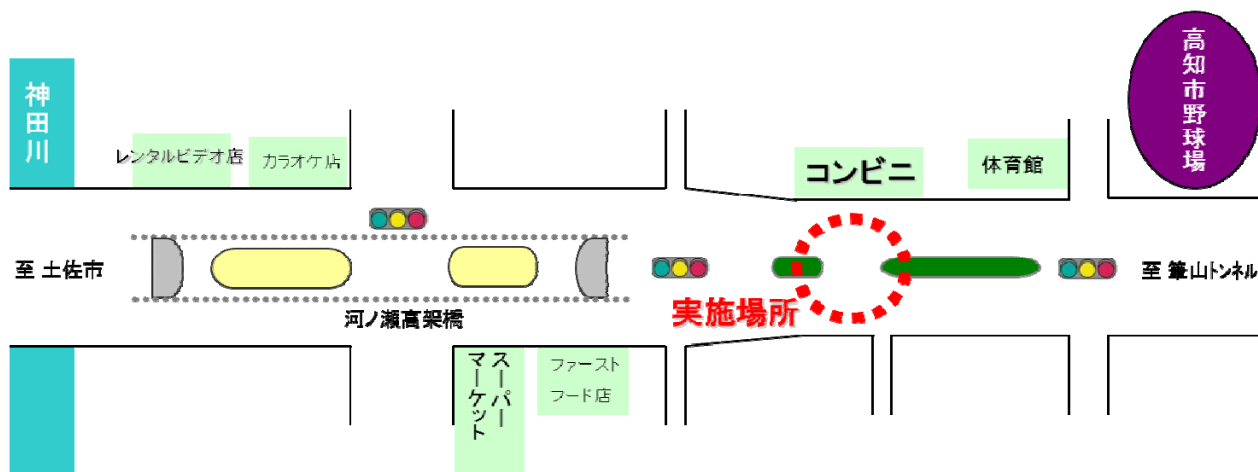 高知市野球場
神田川
レンタルビデオ店
カラオケ店
コンビニ
体育館
至 土佐市
至 筆山トンネル
実施場所
河ノ瀬高架橋
スーパー
マーケット
ファースト
フード店